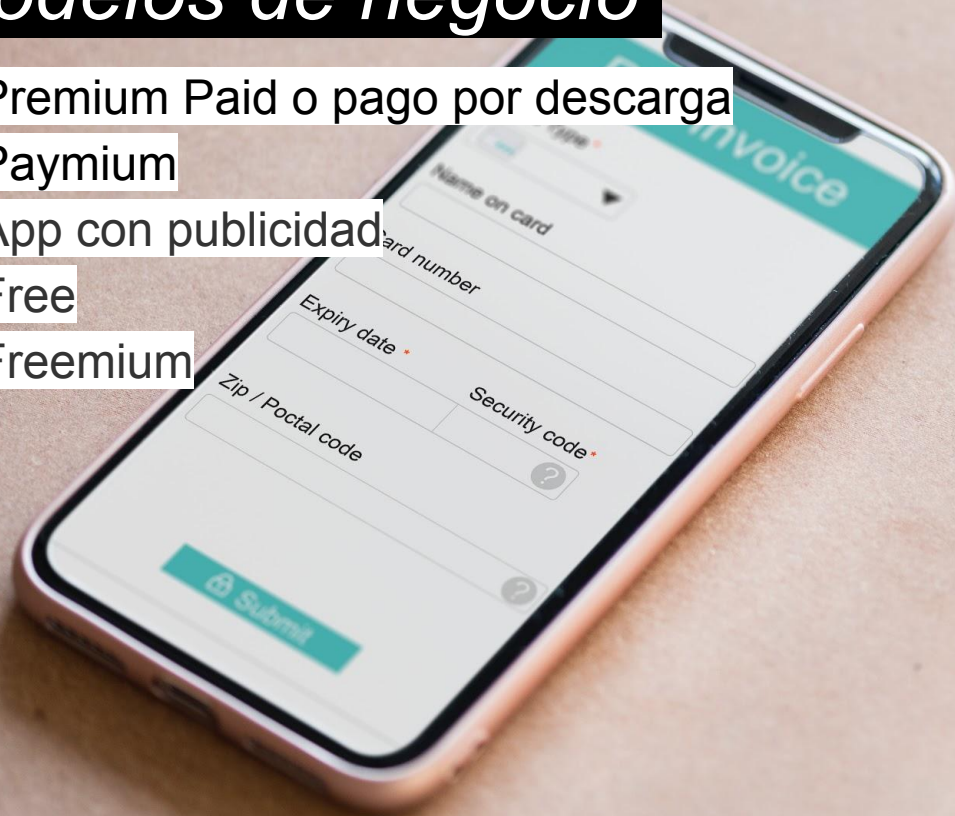 odelos de negocio
Premium Paid o pago por descarga
Paymium
App con publicidad
Free
Freemium
Invoice
Type *
Name on card
ard number
Expiry date *
Security code *
?
Zip / Poctal code
?
Submit